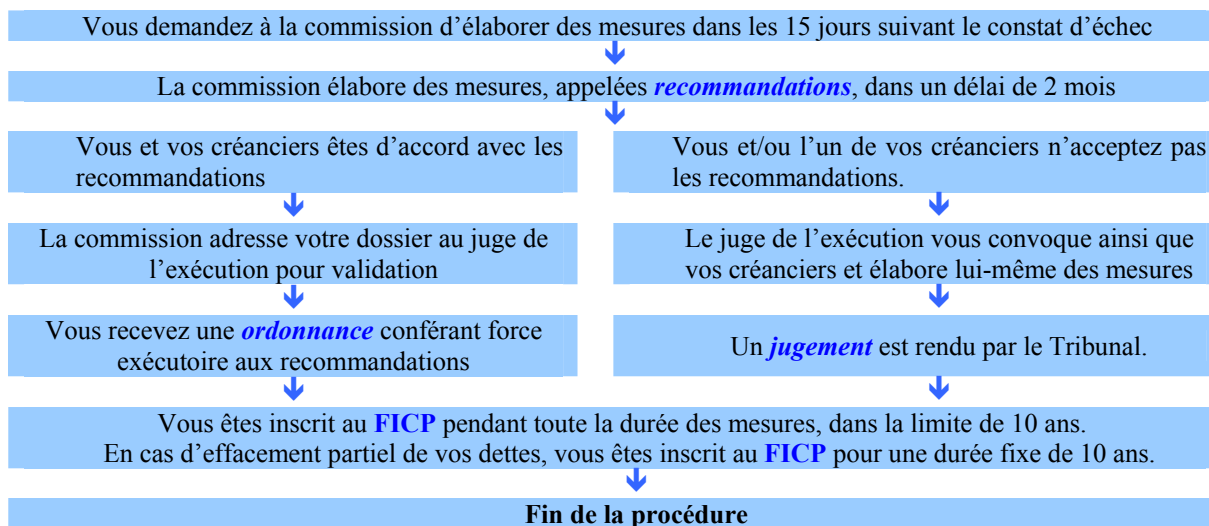 Vous demandez à la commission d’élaborer des mesures dans les 15 jours suivant le constat d’échec
La commission élabore des mesures, appelées recommandations, dans un délai de 2 mois
Vous et vos créanciers êtes d’accord avec les
recommandations
Vous et/ou l’un de vos créanciers n’acceptez pas
les recommandations.
La commission adresse votre dossier au juge de
l’exécution pour validation
Le juge de l’exécution vous convoque ainsi que
vos créanciers et élabore lui-même des mesures
Vous recevez une ordonnance conférant force
exécutoire aux recommandations
Un jugement est rendu par le Tribunal.
Vous êtes inscrit au FICP pendant toute la durée des mesures, dans la limite de 10 ans.
En cas d’effacement partiel de vos dettes, vous êtes inscrit au FICP pour une durée fixe de 10 ans.
Fin de la procédure